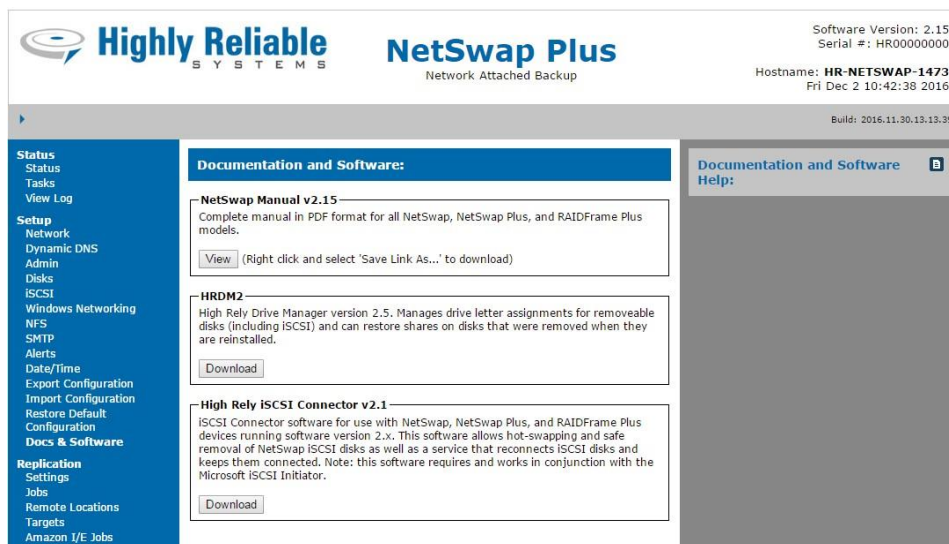 Highly Reliable
SYSTEMS
NetSwap Plus
Network Attached Backup
Software Version: 2.15
Serial #: HR00000000
Hostname: HR-NETSWAP-1473
Fri Dec 2 10:42:38 2016
Build: 2016.11.30.13.13.39
Status
Status
Tasks
View Log
Setup
Network
Dynamic DNS
Admin
Disks
iSCSI
Windows Networking
NFS
SMTP
Alerts
Date/Time
Export Configuration
Import Configuration
Restore Default
Configuration
Docs & Software
Replication
Settings
Jobs
Remote Locations
Targets
Amazon I/E Jobs
Documentation and Software:
NetSwap Manual v2.15
Complete manual in PDF format for all NetSwap, NetSwap Plus, and RAIDFrame Plus
models.
View (Right click and select 'Save Link As...' to download)
HRDM2
High Rely Drive Manager version 2.5. Manages drive letter assignments for removeable
disks (including iSCSI) and can restore shares on disks that were removed when they
are reinstalled.
Download
High Rely iSCSI Connector v2.1
iSCSI Connector software for use with NetSwap, NetSwap Plus, and RAIDFrame Plus
devices running software version 2.x. This software allows hot-swapping and safe
removal of NetSwap iSCSI disks as well as a service that reconnects iSCSI disks and
keeps them connected. Note: this software requires and works in conjunction with the
Microsoft iSCSI Initiator.
Download
Documentation and Software
Help: